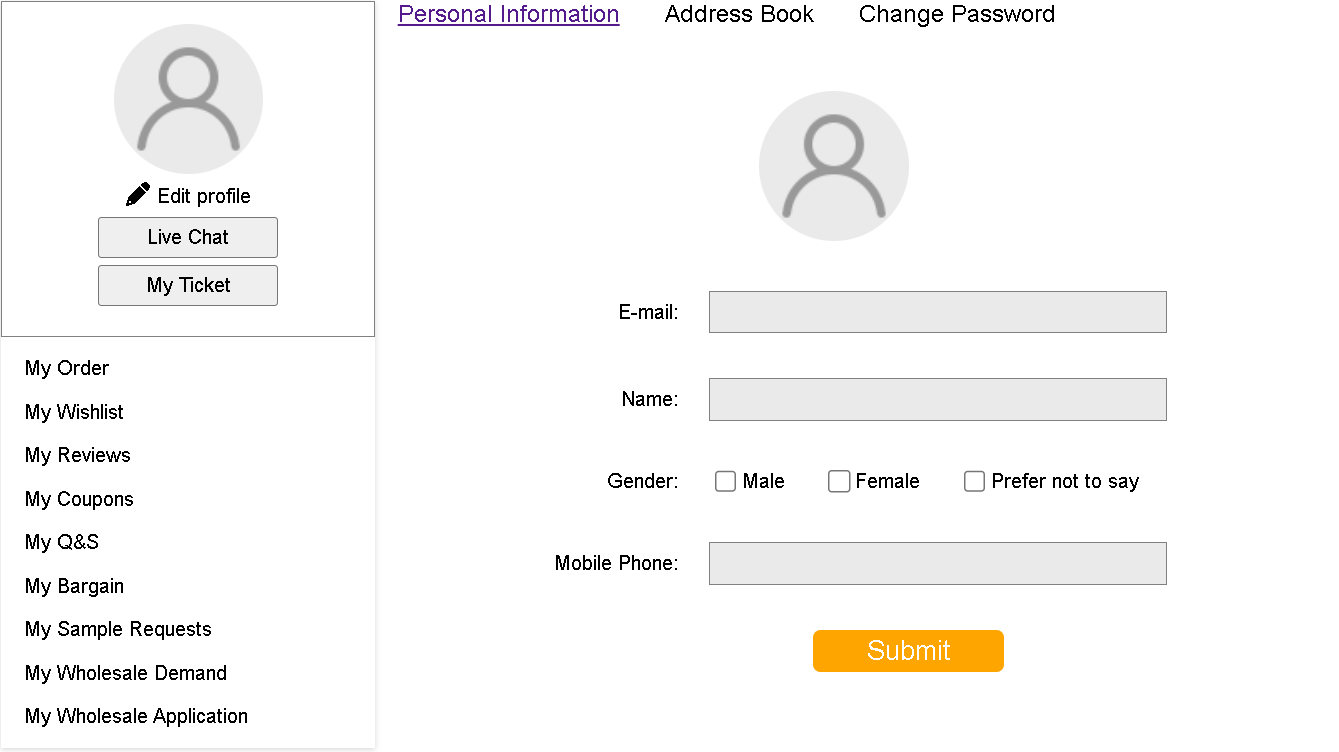 Personal Information Address Book Change Password
Edit profile
Live Chat
My Ticket
My Order
My Wishlist
My Reviews
My Coupons
My Q&S
My Bargain
My Sample Requests
My Wholesale Demand
My Wholesale Application
E-mail:
Name:
Gender: Male Female Prefer not to say
Mobile Phone:
Submit